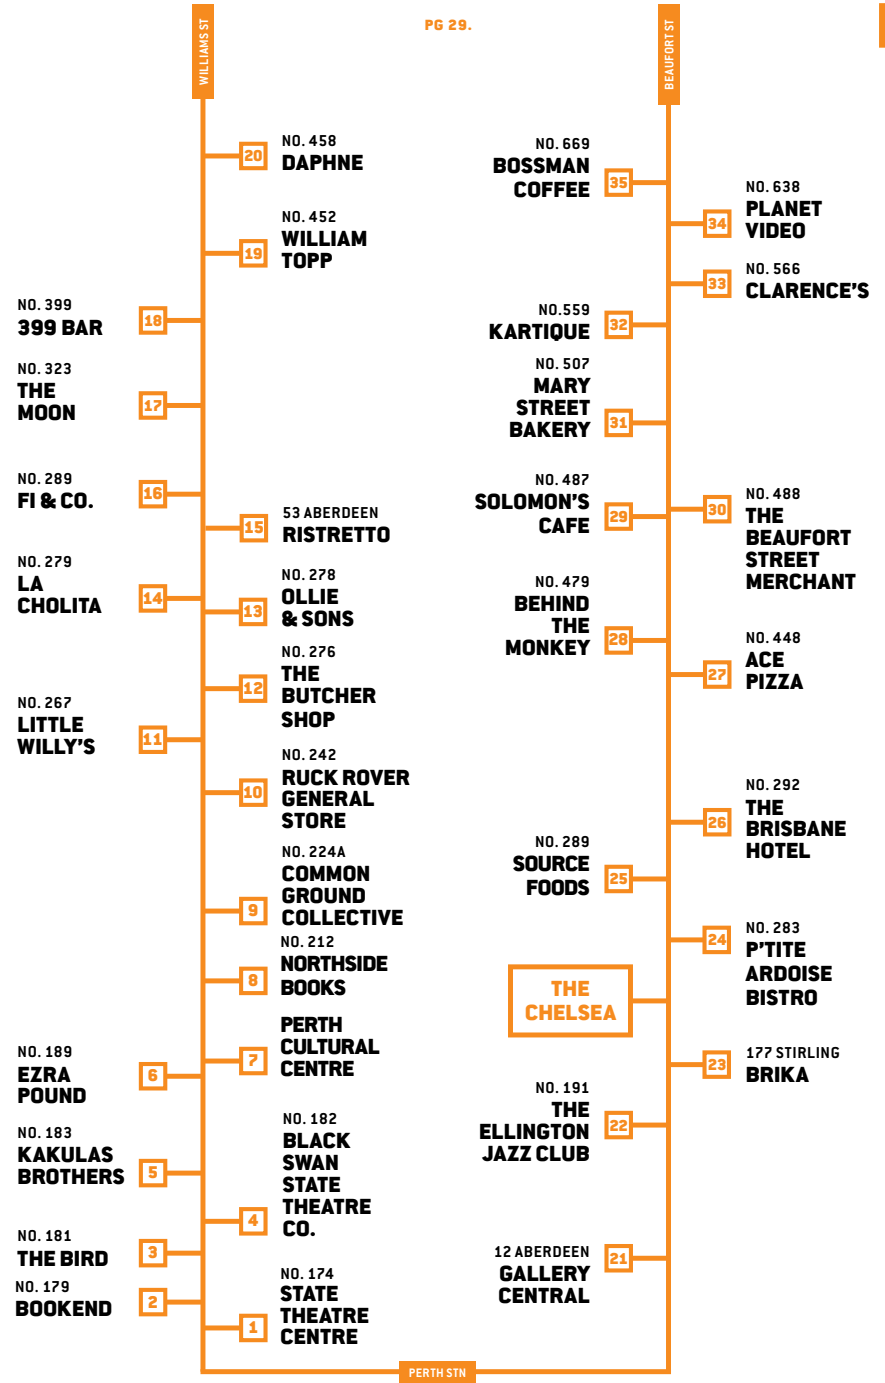 PG 29.
WILLIAMS ST
20
NO. 458
DAPHNE
19
NO. 452
WILLIAM
TOPP
NO. 399
399 BAR
18
NO. 323
THE
MOON
17
NO. 289
FI & CO.
16
15
53 ABERDEEN
RISTRETTO
NO. 279
LA
CHOLITA
14
13
NO. 278
OLLIE
& SONS
12
NO. 276
THE
BUTCHER
SHOP
NO. 267
LITTLE
WILLY'S
11
10
NO. 242
RUCK ROVER
GENERAL
STORE
9
NO. 224A
COMMON
GROUND
COLLECTIVE
8
NO. 212
NORTHSIDE
BOOKS
7
PERTH
CULTURAL
CENTRE
NO. 189
EZRA
POUND
6
NO. 183
KAKULAS
BROTHERS
5
4
NO. 182
BLACK
SWAN
STATE
THEATRE
CO.
NO. 181
THE BIRD
3
NO. 179
BOOKEND
2
1
NO. 174
STATE
THEATRE
CENTRE
PERTH STN
BEAUFORT ST
NO. 669
BOSSMAN
COFFEE
35
34
NO. 638
PLANET
VIDEO
33
NO. 566
CLARENCE'S
NO.559
KARTIQUE
32
NO. 507
MARY
STREET
BAKERY
31
NO. 487
SOLOMON'S
CAFE
29
30
NO. 488
THE
BEAUFORT
STREET
MERCHANT
NO. 479
BEHIND
THE
MONKEY
28
27
NO. 448
ACE
PIZZA
26
NO. 292
THE
BRISBANE
HOTEL
NO. 289
SOURCE
FOODS
25
24
NO. 283
P'TITE
ARDOISE
BISTRO
THE
CHELSEA
23
177 STIRLING
BRIKA
NO. 191
THE
ELLINGTON
JAZZ CLUB
22
12 ABERDEEN
GALLERY
CENTRAL
21